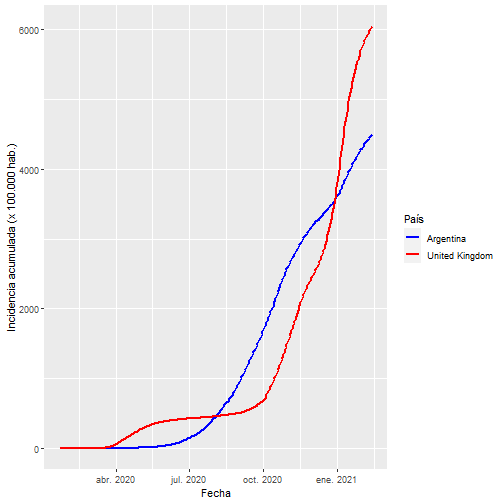 Incidencia acumulada (x 100.000 hab.)
6000
4000
2000
0
abr. 2020
jul. 2020
oct. 2020
ene. 2021
Fecha
País
Argentina
United Kingdom